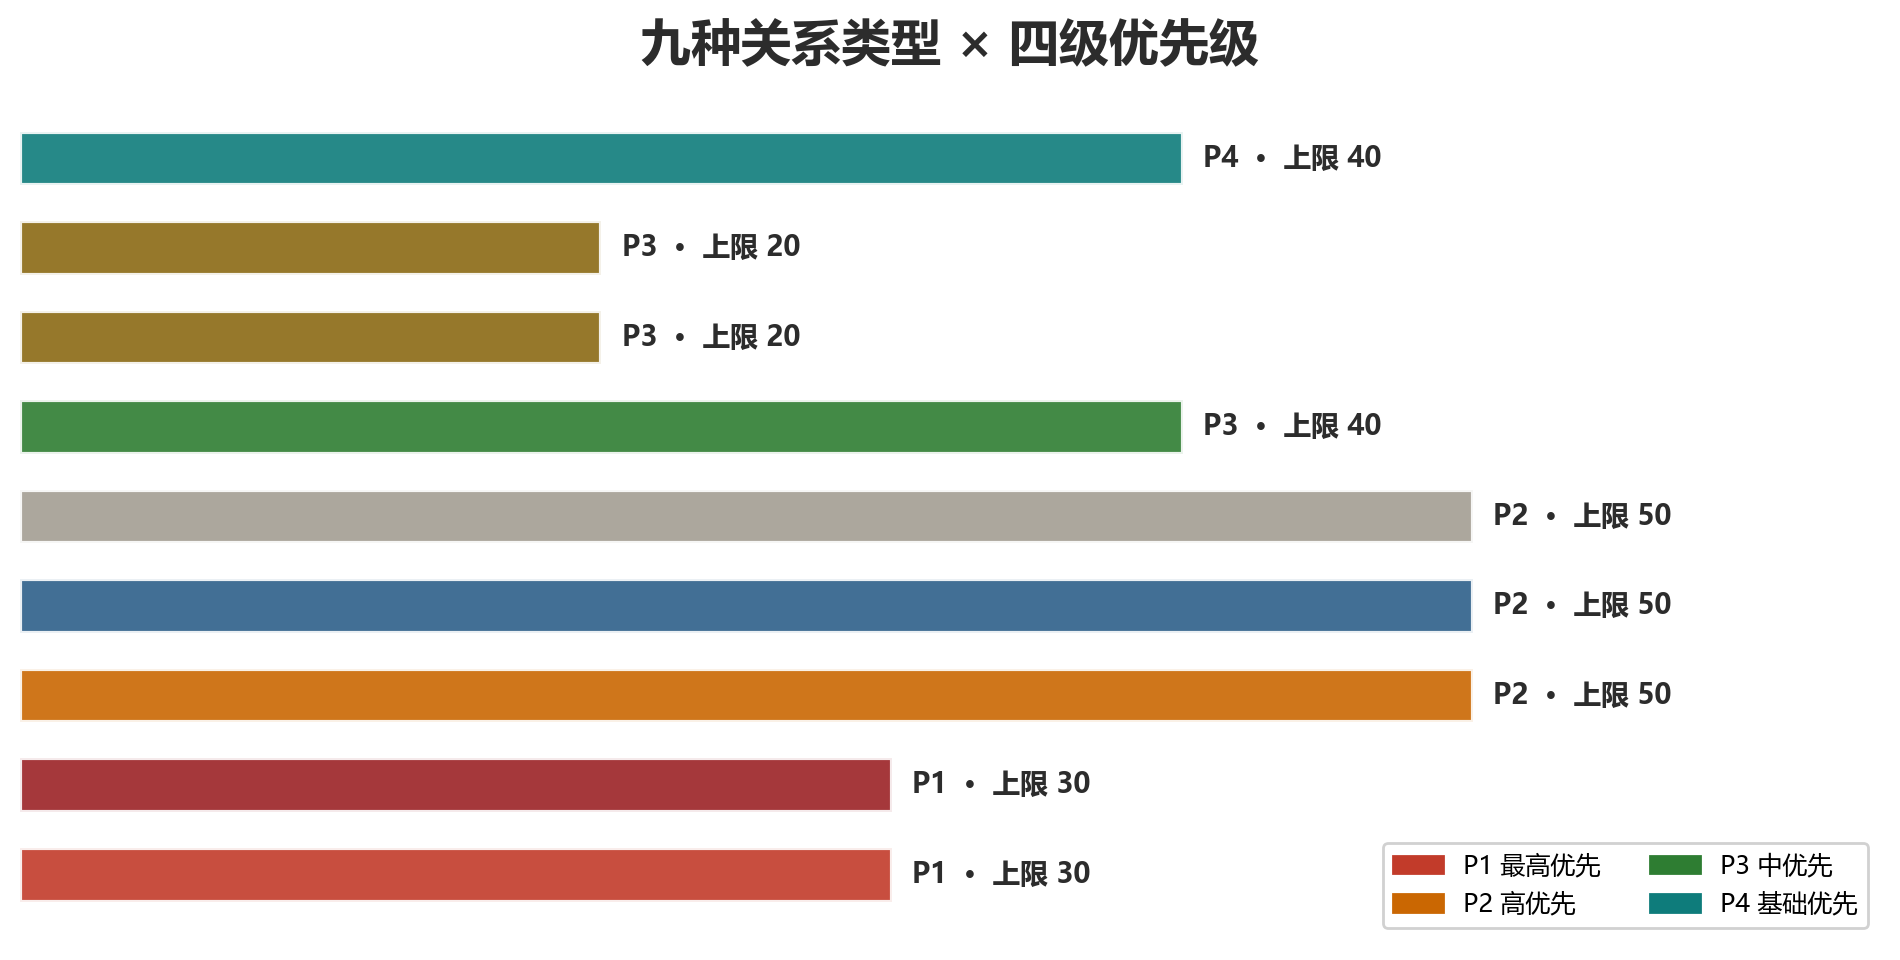 九种关系类型 × 四级优先级
P4 • 上限 40
P3 • 上限 20
P3 • 上限 20
P3 • 上限 40
P2 • 上限 50
P2 • 上限 50
P2 • 上限 50
P1 • 上限 30
P1 • 上限 30
P1 最高优先
P2 高优先
P3 中优先
P4 基础优先